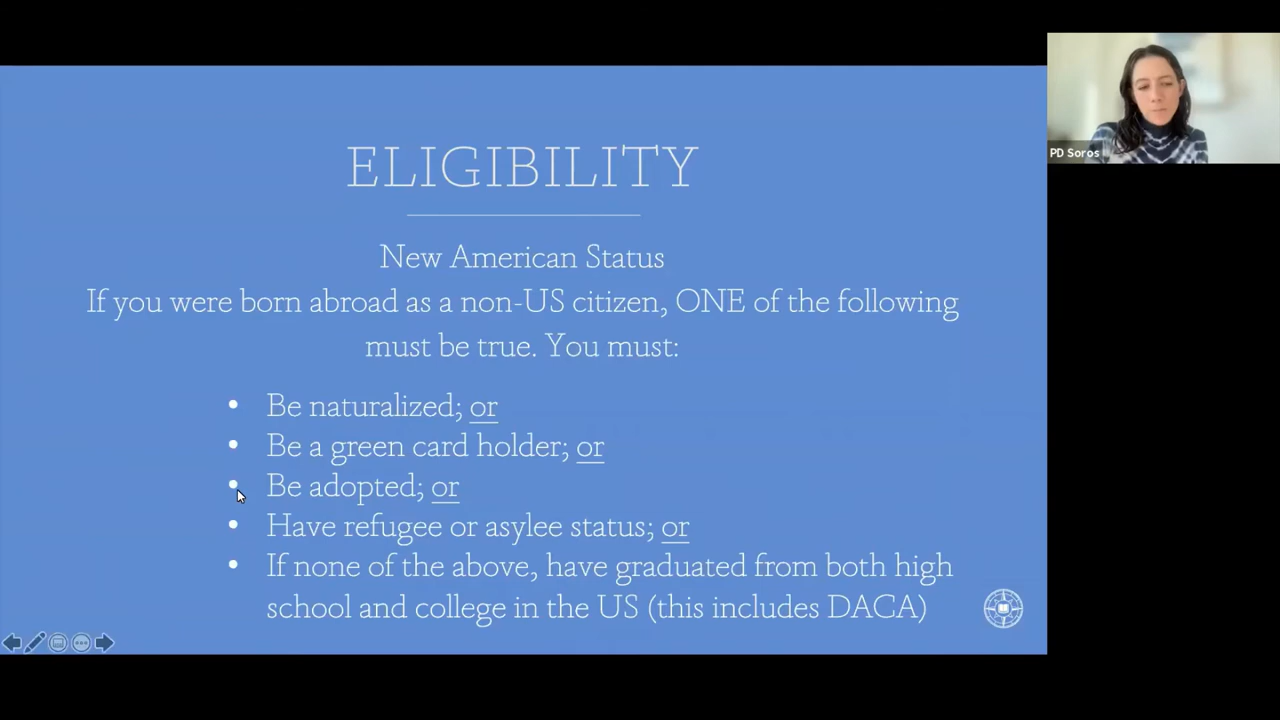 ELIGIBILITY
New American Status
If you were born abroad as a non-US citizen, ONE of the following
must be true. You must:
• Be naturalized; or
• Be a green card holder; or
• Be adopted; or
• Have refugee or asylee status; or
• If none of the above, have graduated from both high
school and college in the US (this includes DACA)
PD Soros